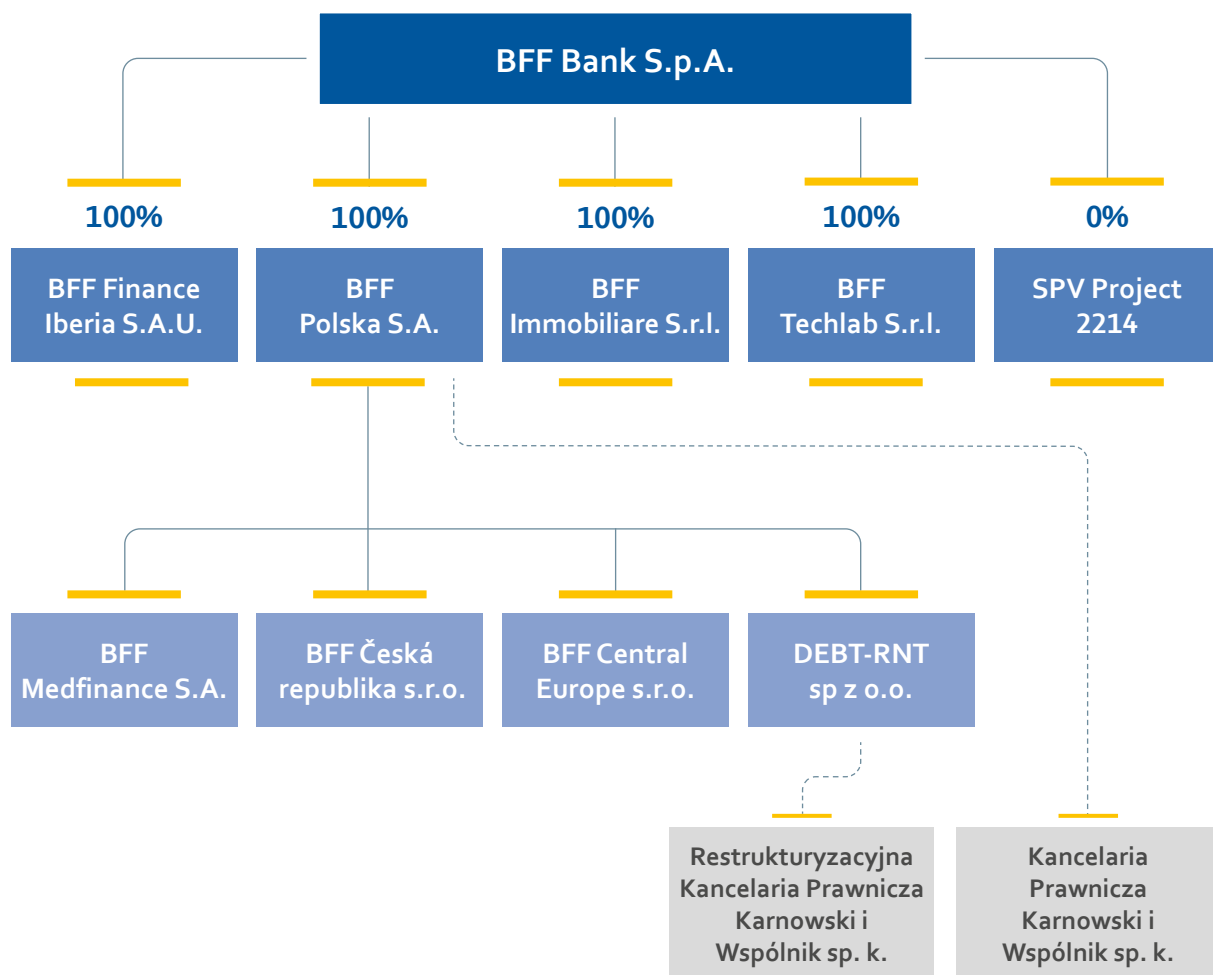 BFF Bank S.p.A.
100%
100%
100%
100%
0%
BFF Finance
Iberia S.A.U.
BFF
Polska S.A.
BFF
Immobiliare S.r.l.
BFF
Techlab S.r.l.
SPV Project
2214
BFF
Medfinance S.A.
BFF Česká
republika s.r.o.
BFF Central
Europe s.r.o.
DEBT-RNT
sp z o.o.
Restrukturyzacyjna
Kancelaria Prawnicza
Karnowski i
Wspólnik sp. k.
Kancelaria
Prawnicza
Karnowski i
Wspólnik sp. k.